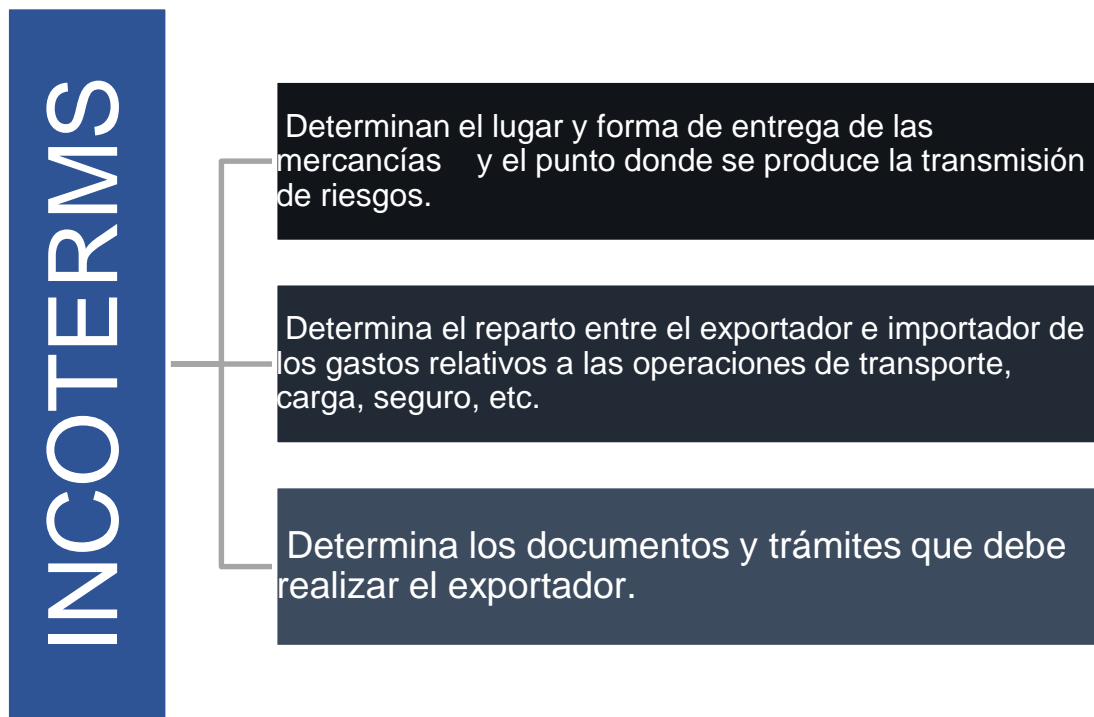 INCOTERMS
Determinan el lugar y forma de entrega de las
mercancías    y el punto donde se produce la transmisión
de riesgos.
Determina el reparto entre el exportador e importador de
los gastos relativos a las operaciones de transporte,
carga, seguro, etc.
Determina los documentos y trámites que debe
realizar el exportador.